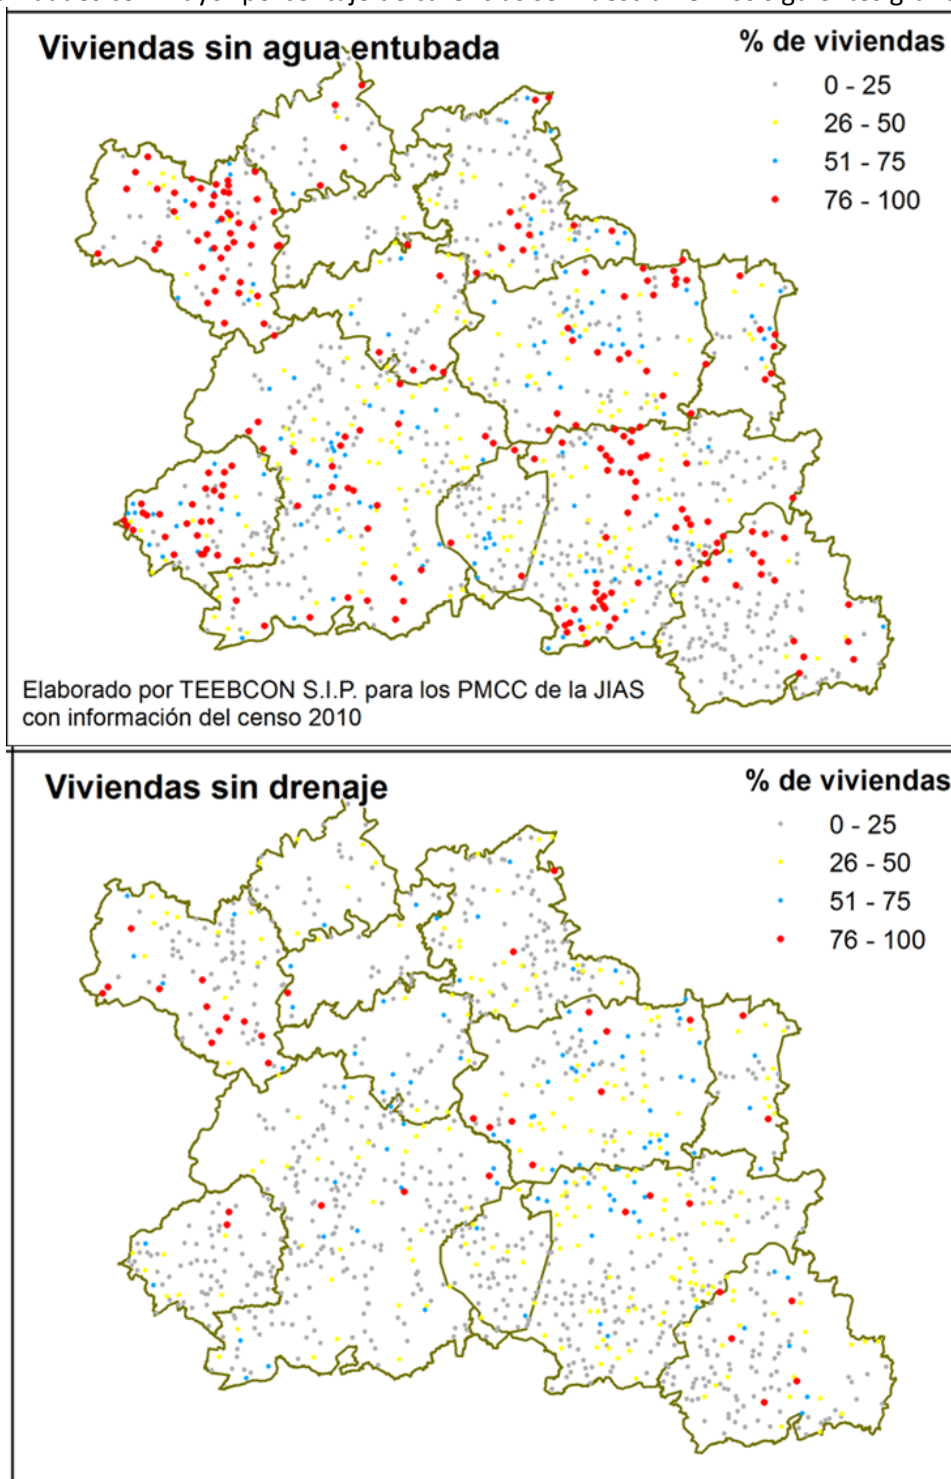 Viviendas sin agua entubada
% de viviendas
0 - 25
26 - 50
51 - 75
76 - 100
Elaborado por TEEBCON S.I.P. para los PMCC de la JIAS
con información del censo 2010
Viviendas sin drenaje
% de viviendas
0 - 25
26 - 50
51 - 75
76 - 100